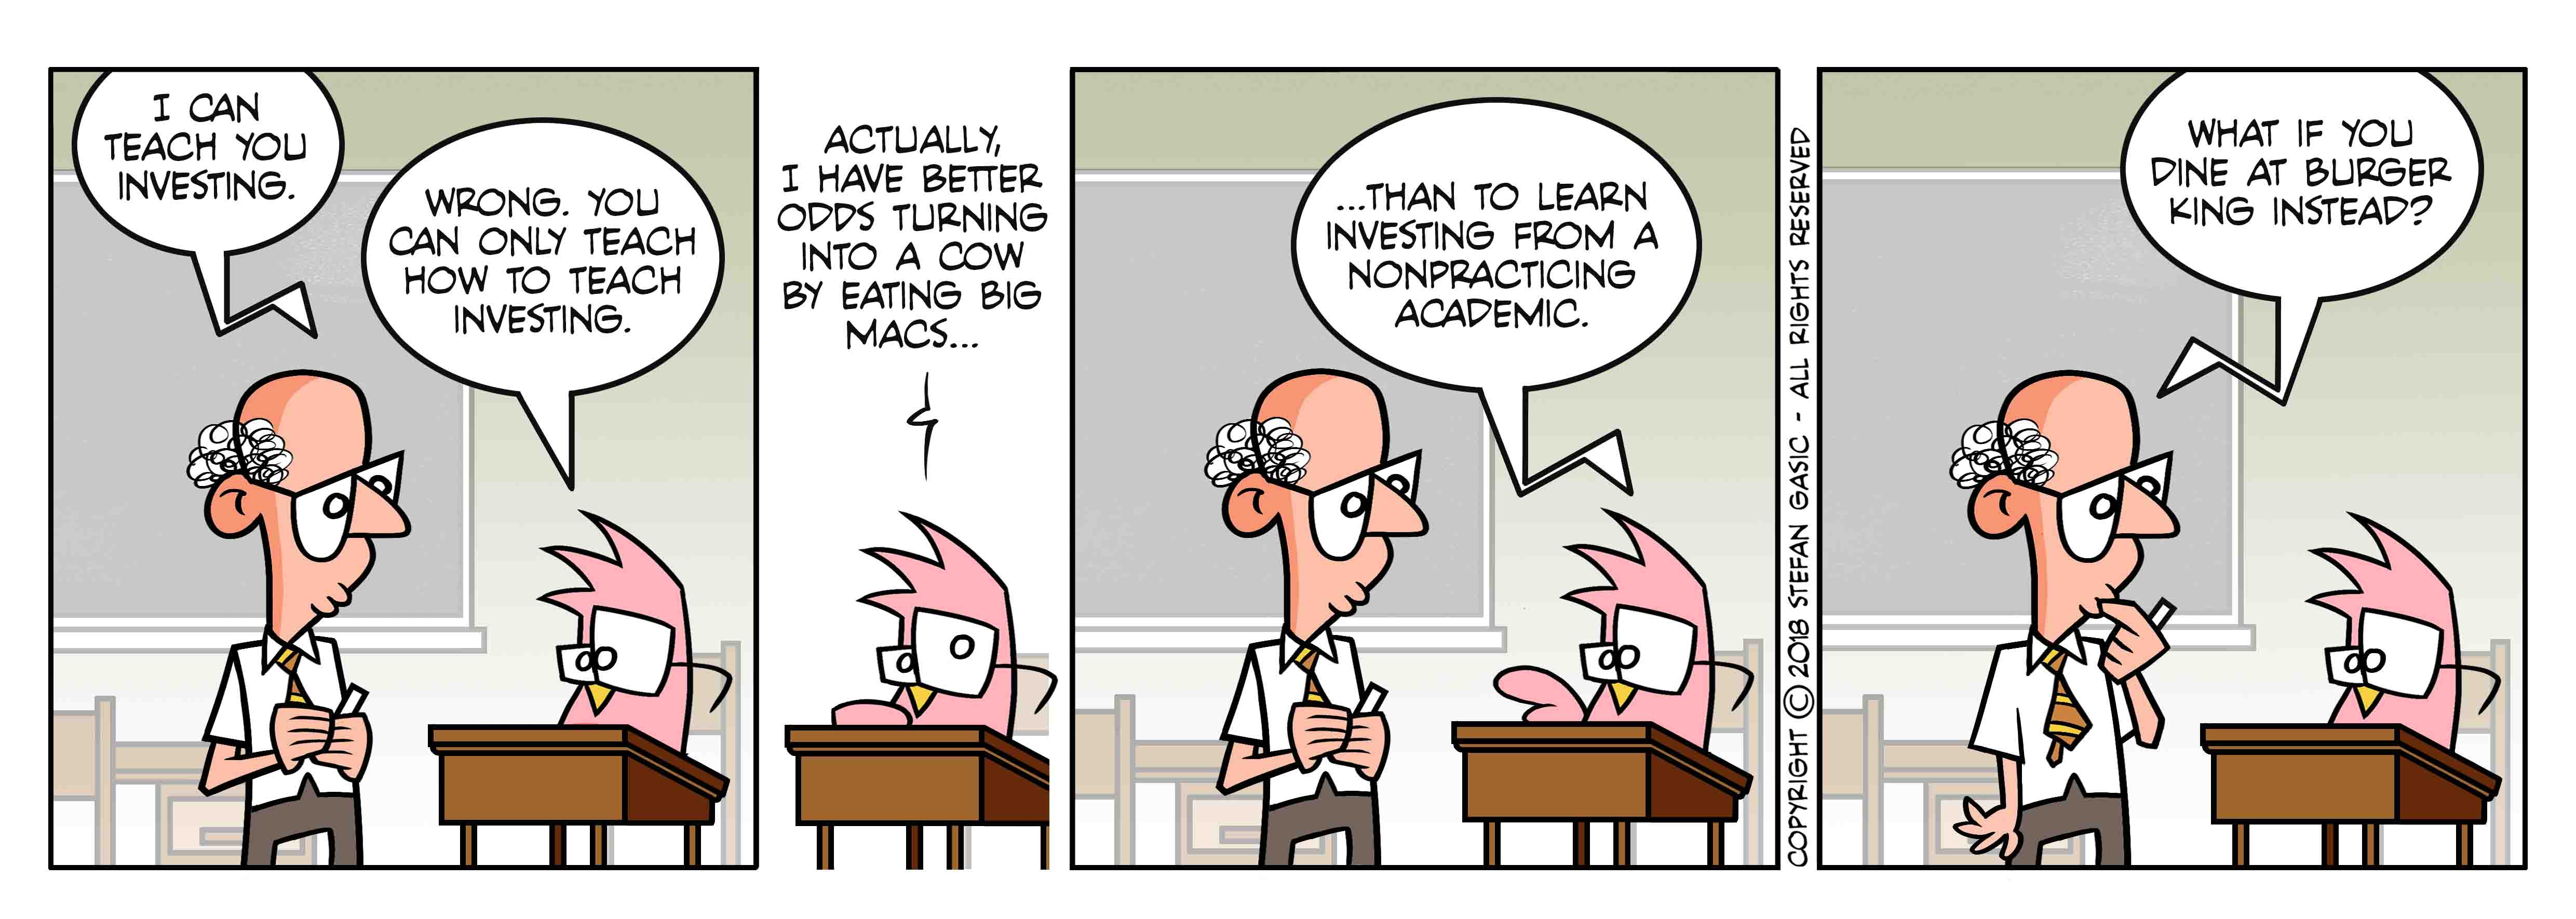 I CAN
TEACH YOU
INVESTING.
WRONG. YOU
CAN ONLY TEACH
HOW TO TEACH
INVESTING.
ACTUALLY,
I HAVE BETTER
ODDS TURNING
INTO A COW
BY EATING BIG
MACS...
...THAN TO LEARN
INVESTING FROM A
NONPRACTICING
ACADEMIC.
COPYRIGHT © 2018 STEFAN GASIC - ALL RIGHTS RESERVED
WHAT IF YOU
DINE AT BURGER
KING INSTEAD?